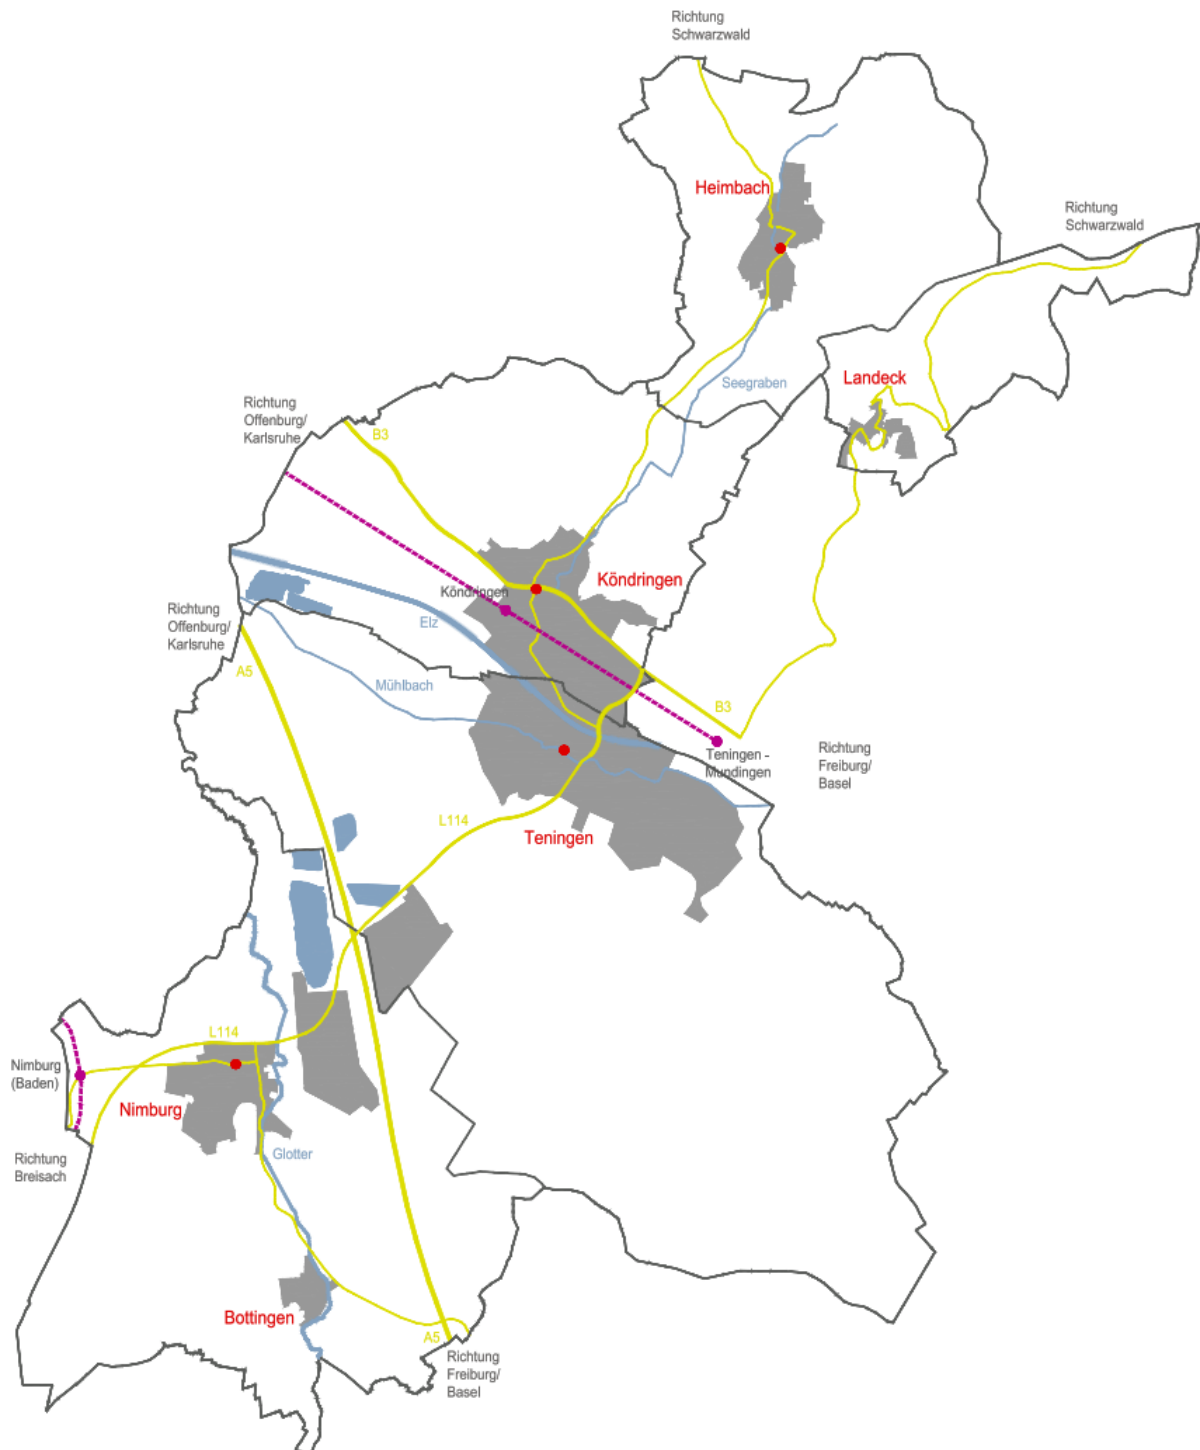 Richtung
Schwarzwald
Heimbach
Richtung
Schwarzwald
Seegraben
Landeck
Richtung
Offenburg/
Karlsruhe
B3
Köndringen
Köndringen
Richtung
Offenburg/
Karlsruhe
Elz
A5
Mühlbach
B3
Teningen -
Mundingen
Richtung
Freiburg/
Basel
L114
Teningen
L114
Nimburg
(Baden)
Nimburg
Richtung
Breisach
Glotter
Bottingen
A5
Richtung
Freiburg/
Basel